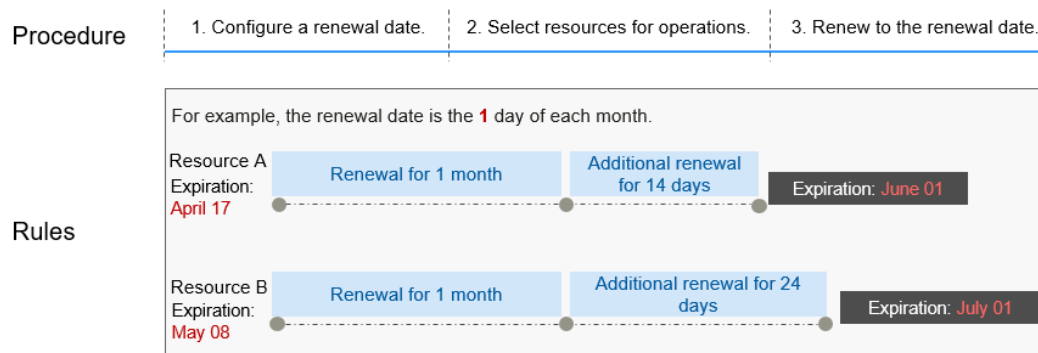 Procedure
1. Configure a renewal date.
2. Select resources for operations.
3. Renew to the renewal date.
Rules
For example, the renewal date is the 1 day of each month.
Resource A
Expiration:
April 17
Renewal for 1 month
Additional renewal
for 14 days
Expiration: June 01
Resource B
Expiration:
May 08
Renewal for 1 month
Additional renewal for 24
days
Expiration: July 01